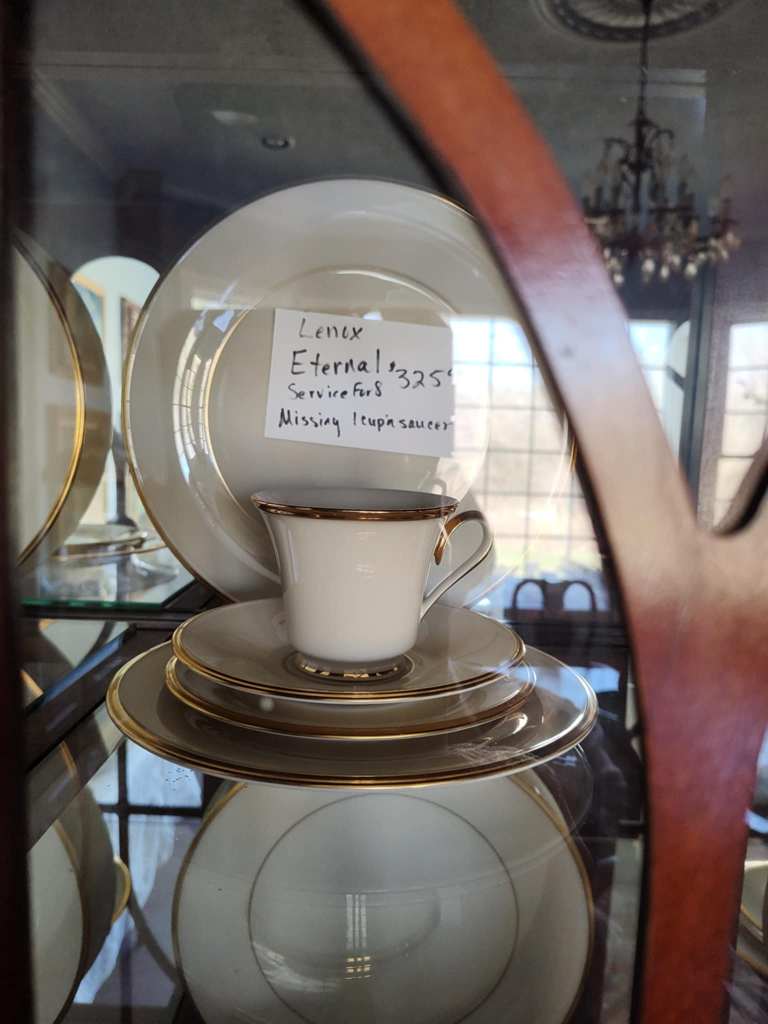 Lenox
Eternal $325
Service For 8
Missing 1 cup n saucer